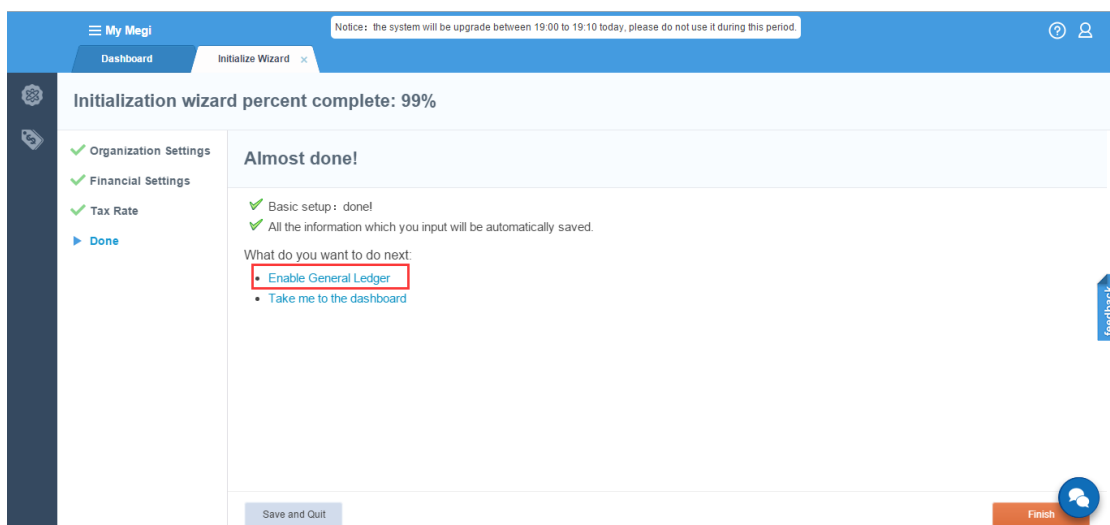 My Megi
Notice：the system will be upgrade between 19:00 to 19:10 today, please do not use it during this period.
Dashboard
Initialize Wizard ×
Initialization wizard percent complete: 99%
Organization Settings
Financial Settings
Tax Rate
Done
Almost done!
Basic setup：done!
All the information which you input will be automatically saved.
What do you want to do next:
• Enable General Ledger
• Take me to the dashboard
feedback
Save and Quit
Finish